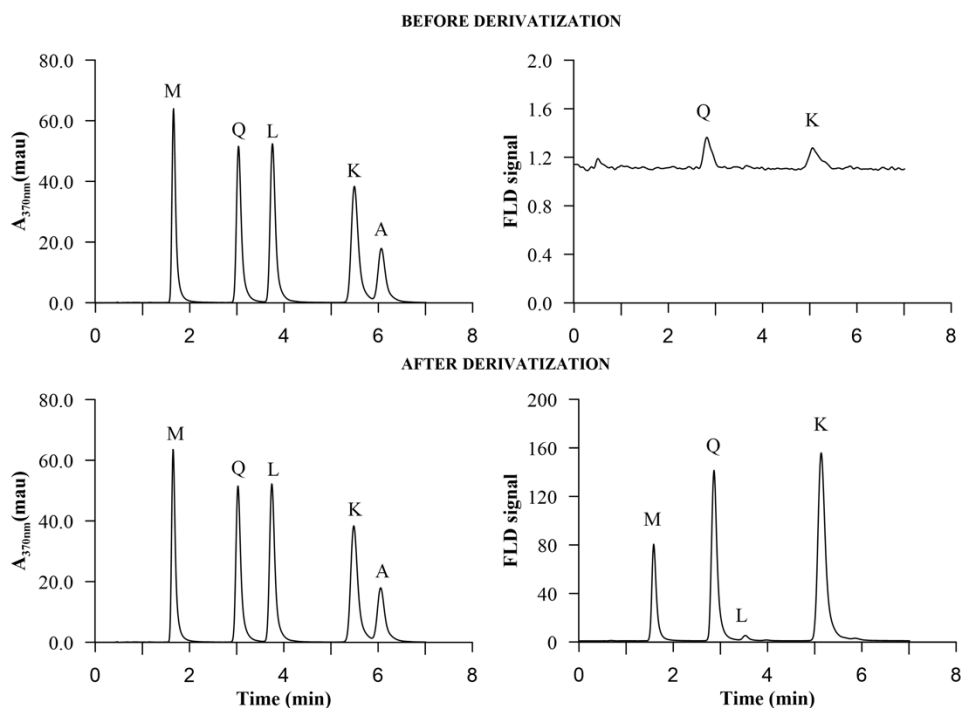 BEFORE DERIVATIZATION
80.0
60.0
40.0
20.0
0.0
A370nm(mau)
M
Q
L
K
A
0 2 4 6 8
2.0
1.6
1.2
0.8
0.4
0.0
FLD signal
Q
K
0 2 4 6 8
AFTER DERIVATIZATION
80.0
60.0
40.0
20.0
0.0
A370nm(mau)
M
Q
L
K
A
0 2 4 6 8
Time (min)
200
160
120
80
40
0
FLD signal
M
Q
L
K
0 2 4 6 8
Time (min)